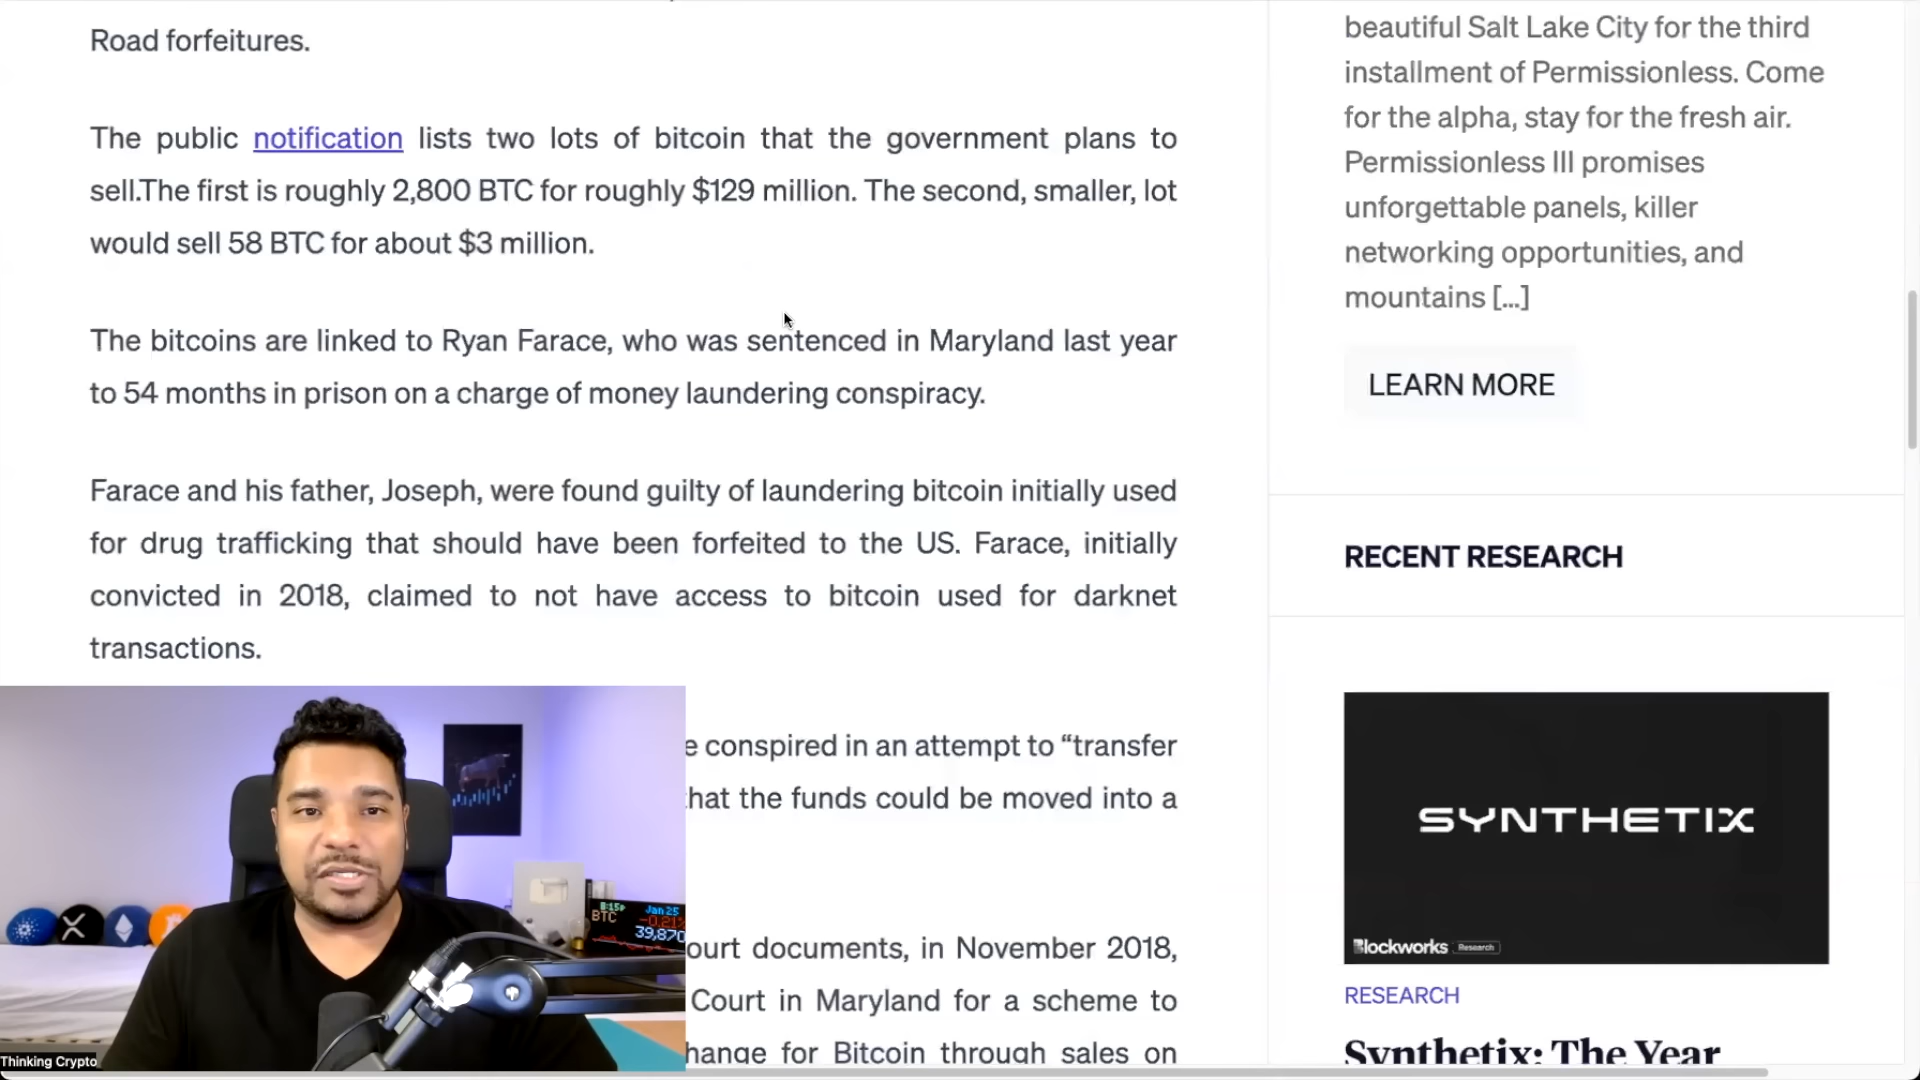 Road forfeitures.
The public notification lists two lots of bitcoin that the government plans to
sell.The first is roughly 2,800 BTC for roughly $129 million. The second, smaller, lot
would sell 58 BTC for about $3 million.
The bitcoins are linked to Ryan Farace, who was sentenced in Maryland last year
to 54 months in prison on a charge of money laundering conspiracy.
Farace and his father, Joseph, were found guilty of laundering bitcoin initially used
for drug trafficking that should have been forfeited to the US. Farace, initially
convicted in 2018, claimed to not have access to bitcoin used for darknet
transactions.
conspired in an attempt to “transfer
that the funds could be moved into a
documents, in November 2018,
Court in Maryland for a scheme to
for Bitcoin through sales on
beautiful Salt Lake City for the third
installment of Permissionless. Come
for the alpha, stay for the fresh air.
Permissionless III promises
unforgettable panels, killer
networking opportunities, and
mountains [...]
LEARN MORE
RECENT RESEARCH
SYNTHETIX
Blockworks Research
RESEARCH
Synthetix: The Year
8:15P Jan 25
BTC -0.21%
39,870
Thinking Crypto